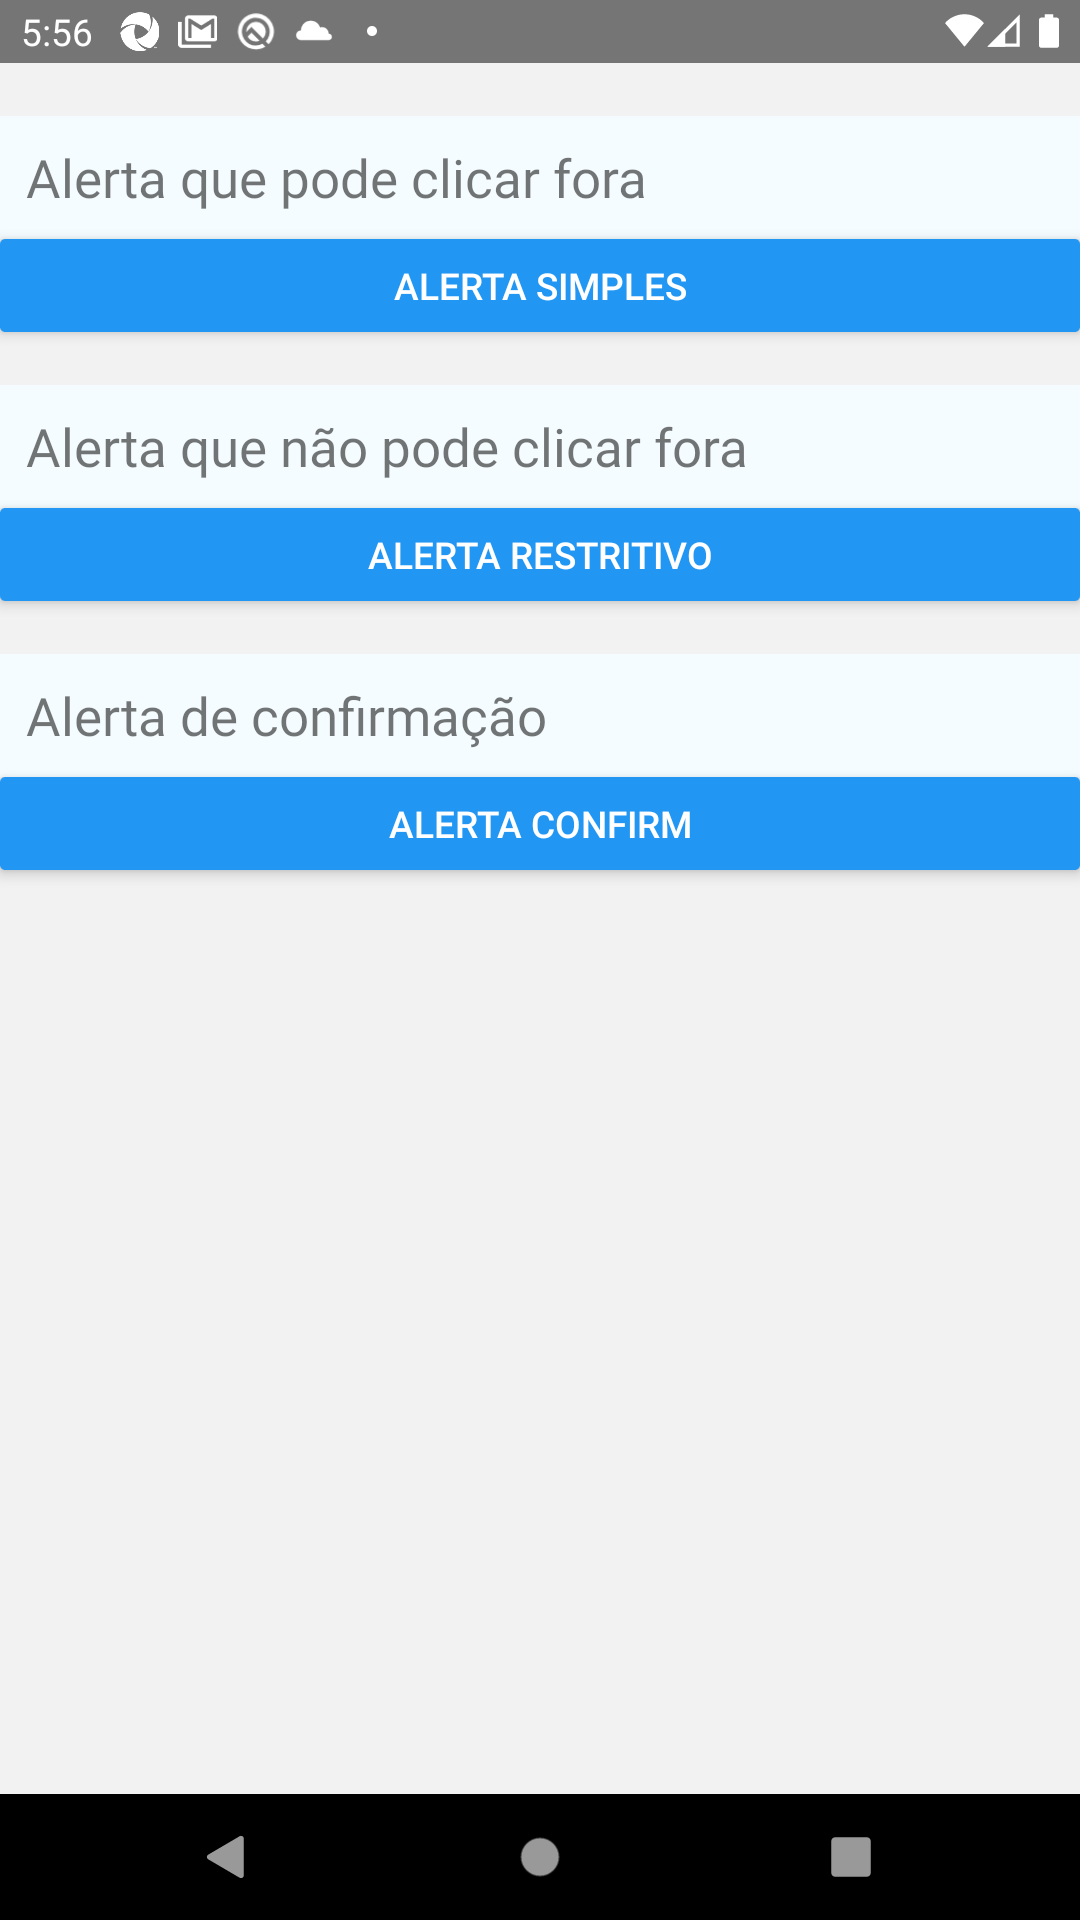 5:56
Alerta que pode clicar fora
ALERTA SIMPLES
Alerta que não pode clicar fora
ALERTA RESTRITIVO
Alerta de confirmação
ALERTA CONFIRM